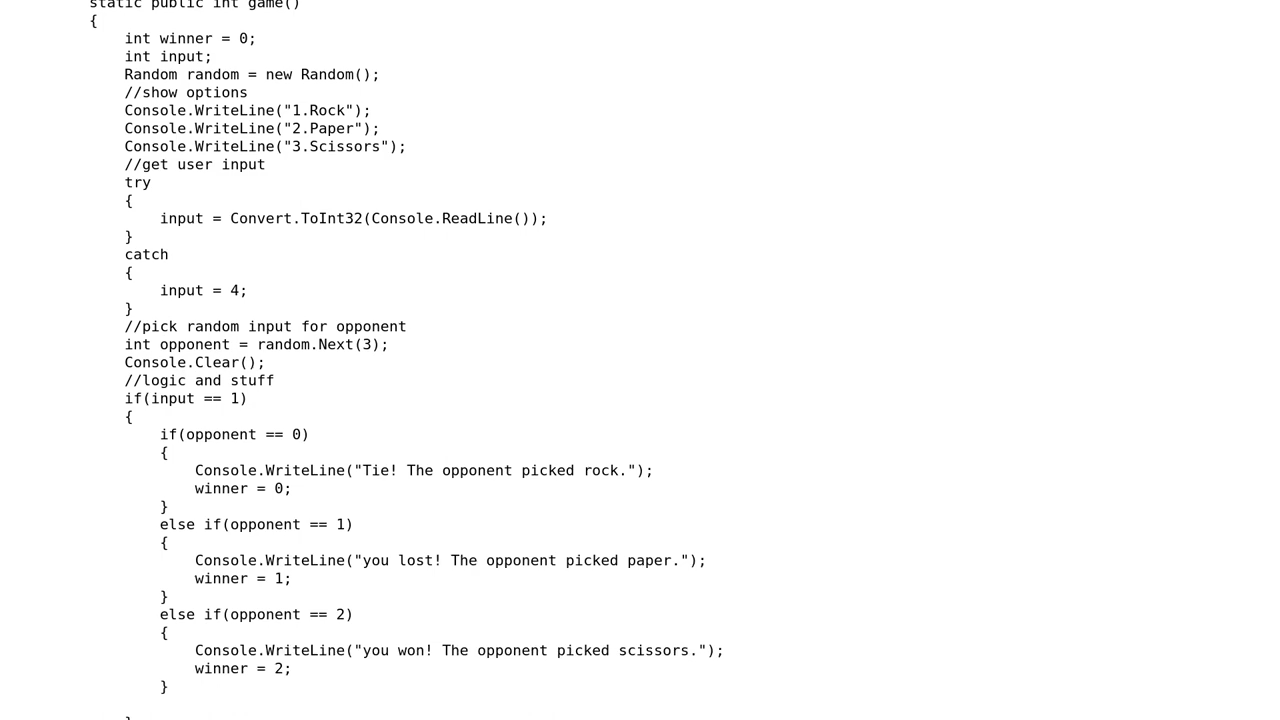 static public int game()
{
int winner = 0;
int input;
Random random = new Random();
//show options
Console.WriteLine("1.Rock");
Console.WriteLine("2.Paper");
Console.WriteLine("3.Scissors");
//get user input
try
{
input = Convert.ToInt32(Console.ReadLine());
}
catch
{
input = 4;
}
//pick random input for opponent
int opponent = random.Next(3);
Console.Clear();
//logic and stuff
if(input == 1)
{
if(opponent == 0)
{
Console.WriteLine("Tie! The opponent picked rock.");
winner = 0;
}
else if(opponent == 1)
{
Console.WriteLine("you lost! The opponent picked paper.");
winner = 1;
}
else if(opponent == 2)
{
Console.WriteLine("you won! The opponent picked scissors.");
winner = 2;
}
}